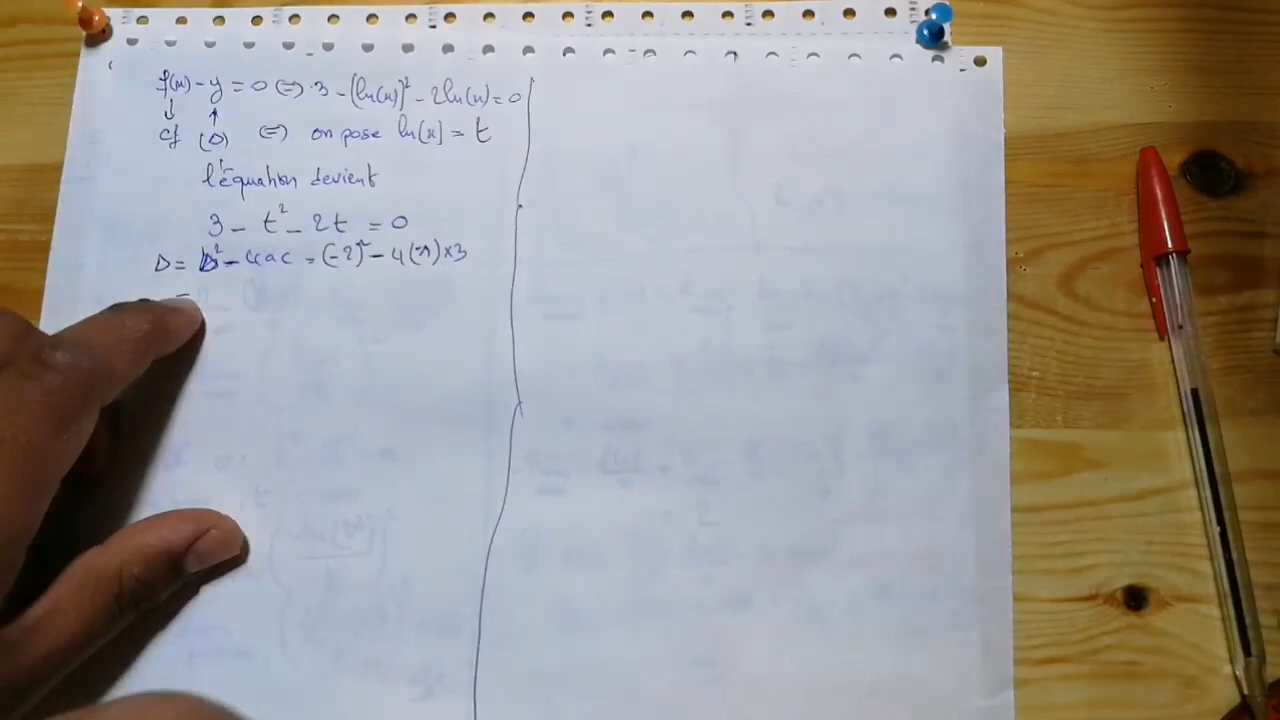 f(x) - y = 0 ⇔ 3 - (ln(x))² - 2ln(x) = 0
↓ ↑
Cf (D) ⇔ on pose ln(x) = t
l'équation devient
3 - t² - 2t = 0
Δ = b² - 4ac = (-2)² - 4(-1)×3
=